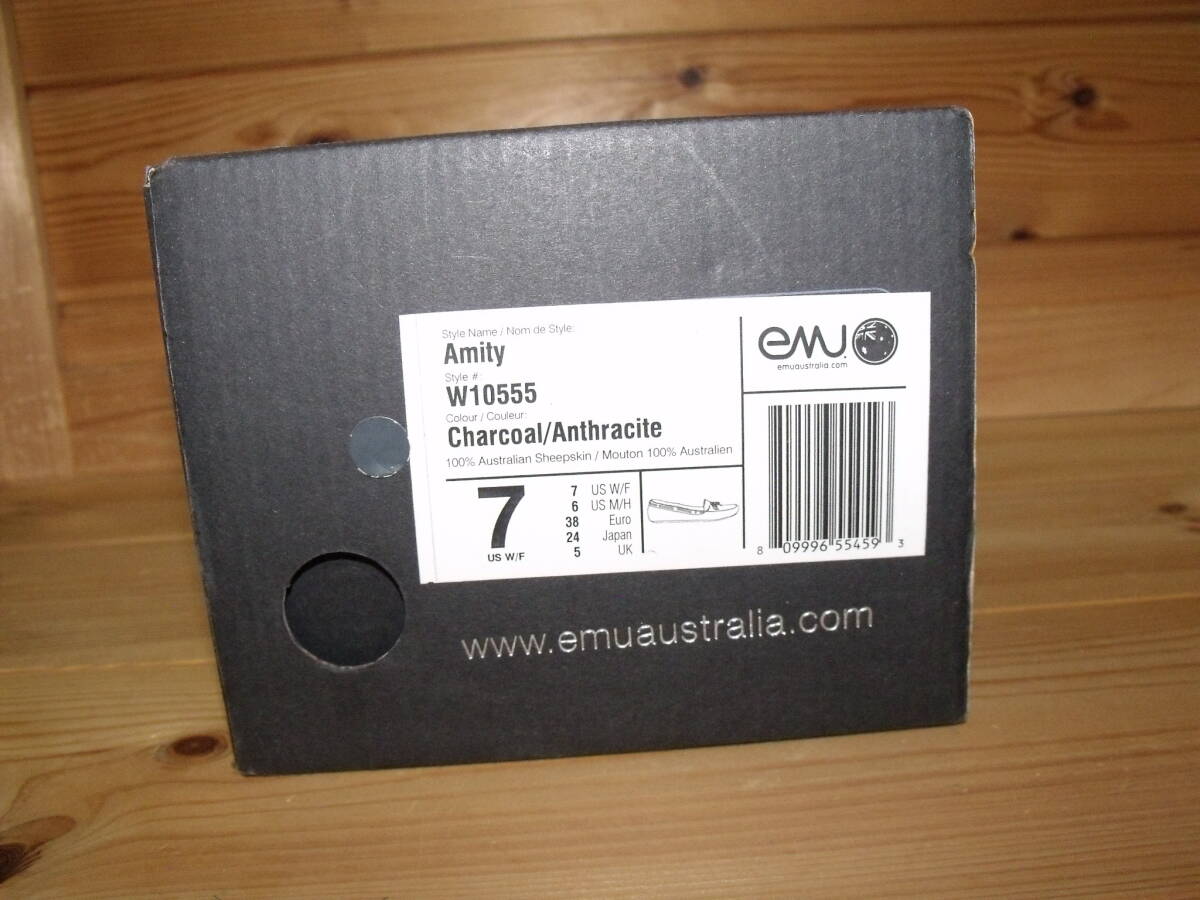 Style Name / Nom de Style:
Amity
Style #:
W10555
Colour / Couleur:
Charcoal/Anthracite
100% Australian Sheepskin / Mouton 100% Australien
7
US W/F
7 US W/F
6 US M/H
38 Euro
24 Japan
5 UK
emu
emuaustralia.com
8 09996 55459 3
www.emuaustralia.com